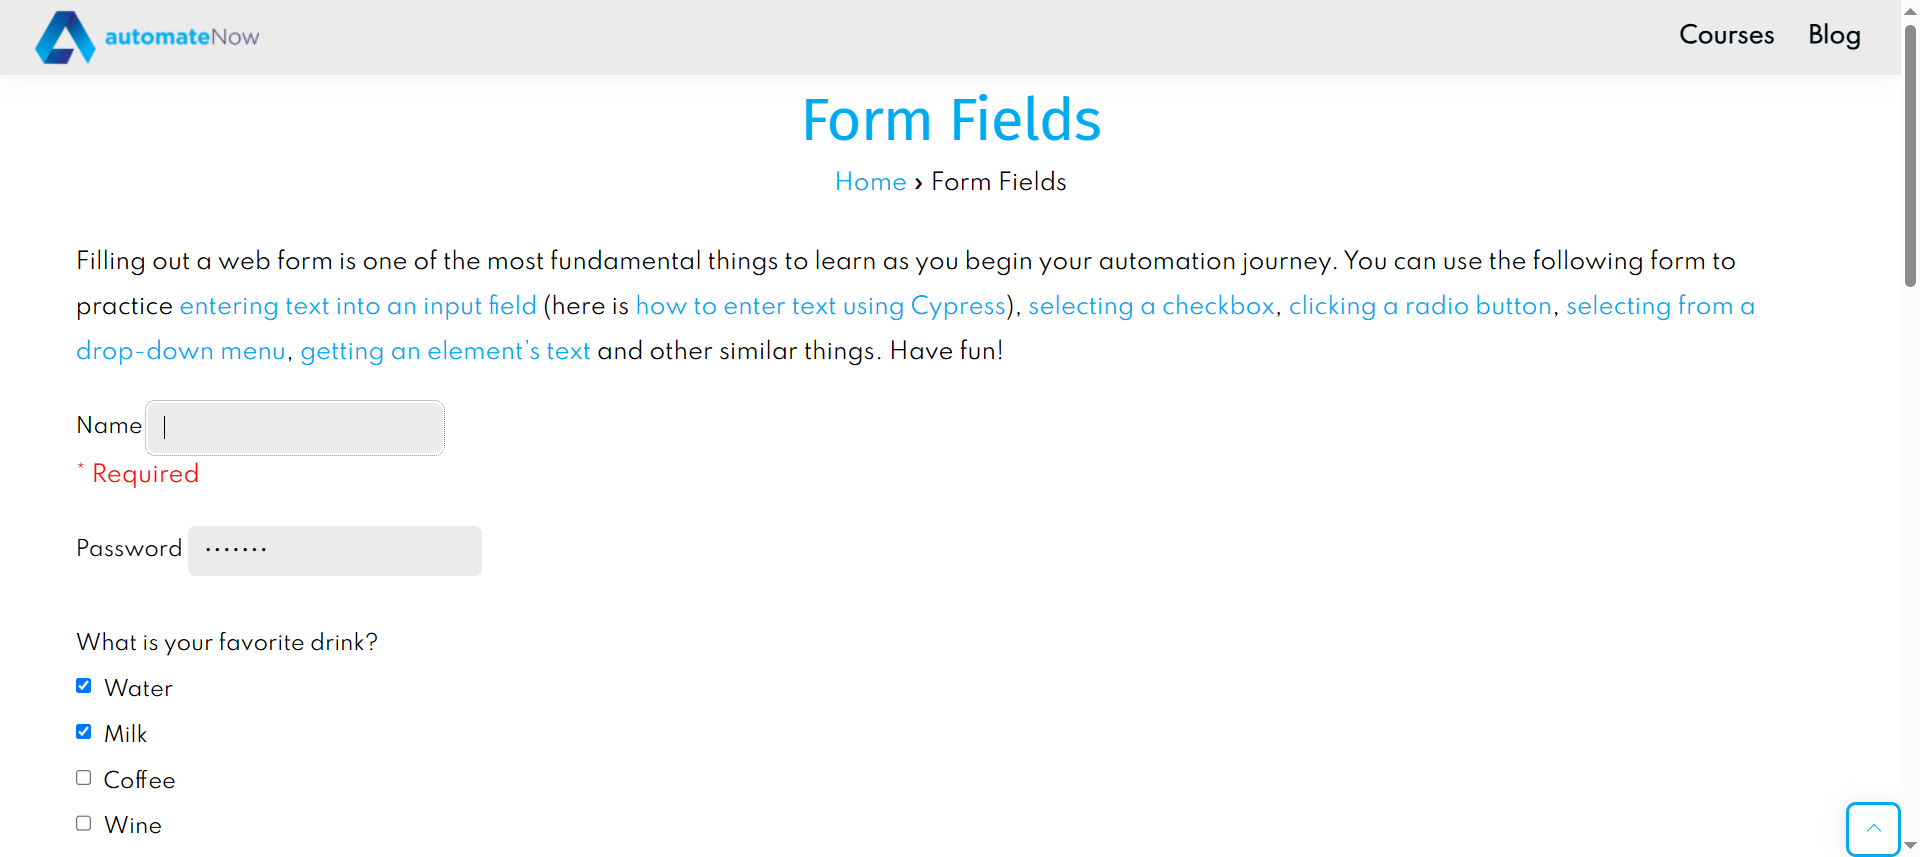 automateNow
Courses Blog
Form Fields
Home › Form Fields
Filling out a web form is one of the most fundamental things to learn as you begin your automation journey. You can use the following form to
practice entering text into an input field (here is how to enter text using Cypress), selecting a checkbox, clicking a radio button, selecting from a
drop-down menu, getting an element’s text and other similar things. Have fun!
Name
* Required
Password •••••••
What is your favorite drink?
Water
Milk
Coffee
Wine